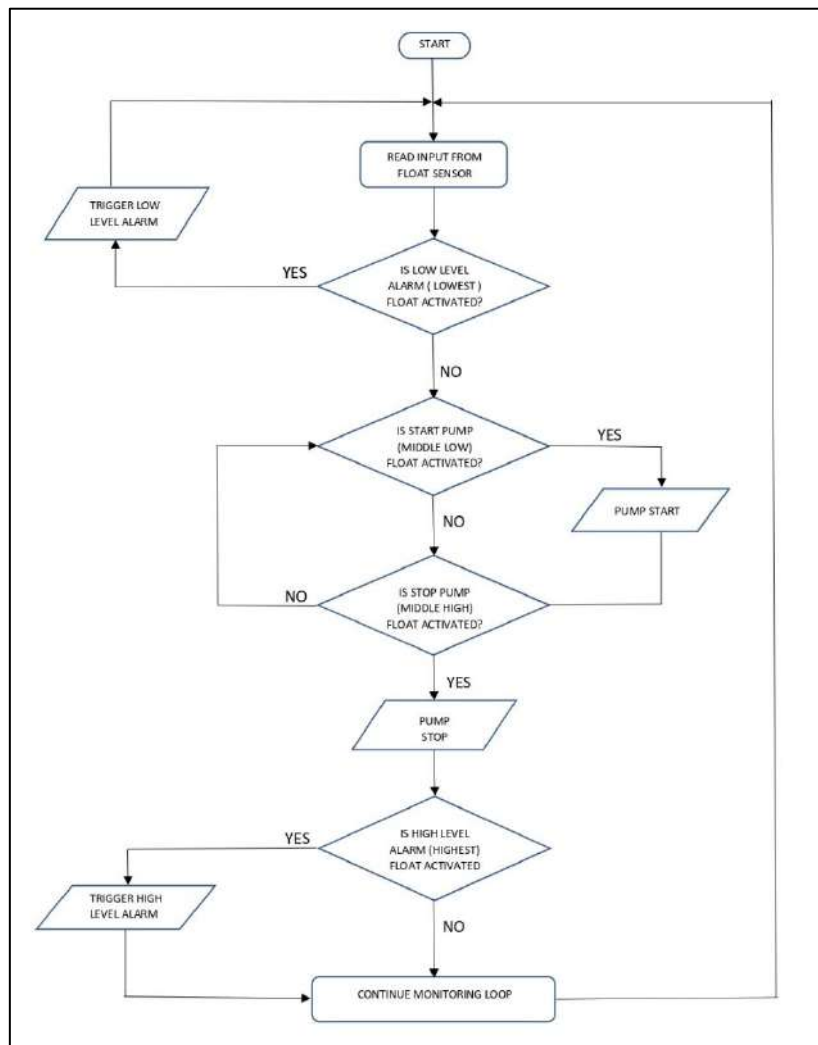 START
READ INPUT FROM
FLOAT SENSOR
TRIGGER LOW
LEVEL ALARM
YES
IS LOW LEVEL
ALARM ( LOWEST )
FLOAT ACTIVATED?
NO
IS START PUMP
(MIDDLE LOW)
FLOAT ACTIVATED?
YES
PUMP START
NO
NO
IS STOP PUMP
(MIDDLE HIGH)
FLOAT ACTIVATED?
YES
PUMP
STOP
YES
IS HIGH LEVEL
ALARM (HIGHEST)
FLOAT ACTIVATED
TRIGGER HIGH
LEVEL ALARM
NO
CONTINUE MONITORING LOOP